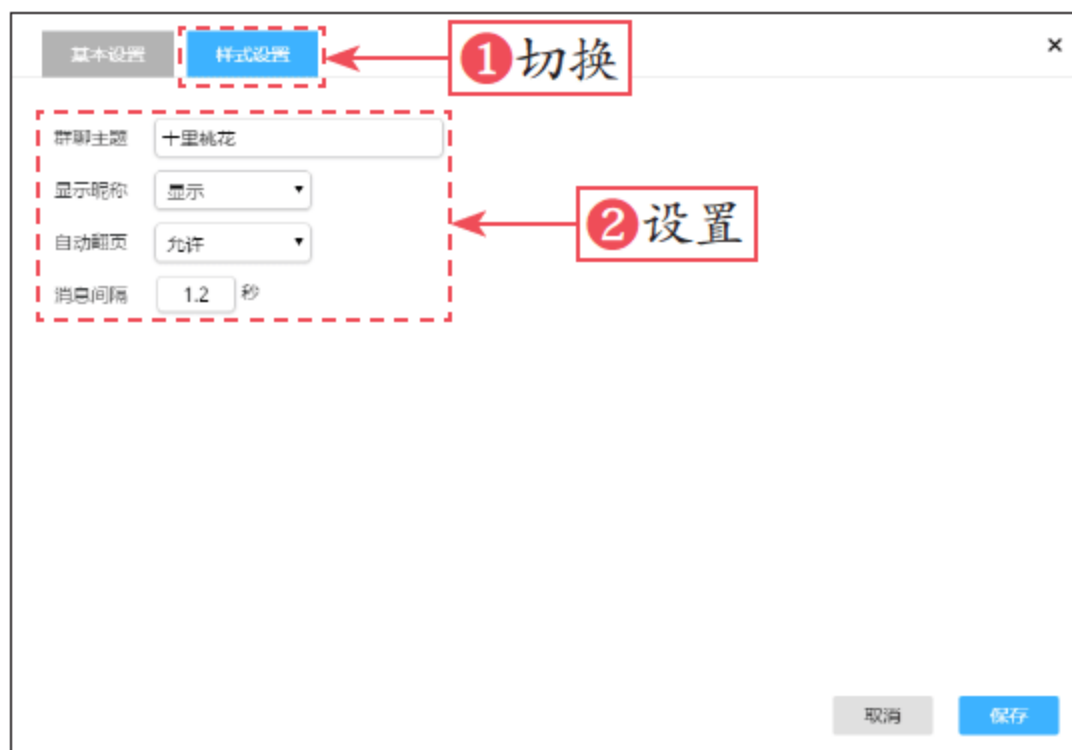 基本设置 样式设置 ❶切换 ×
群聊主题 十里桃花
显示昵称 显示
❷设置
自动翻页 允许
消息间隔 1.2 秒
取消 保存